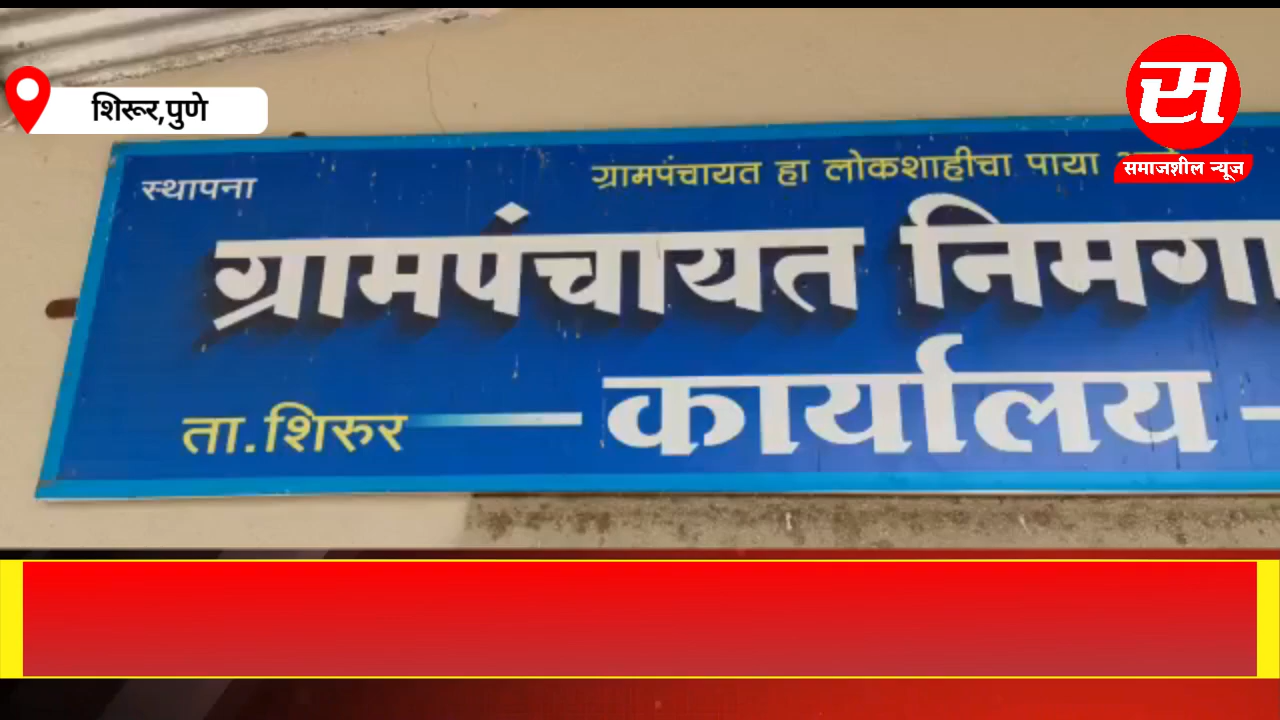 शिरूर,पुणे
स
समाजशील न्यूज
स्थापना
ग्रामपंचायत हा लोकशाहीचा पाया
ग्रामपंचायत निमगा
कार्यालय
ता.शिरुर